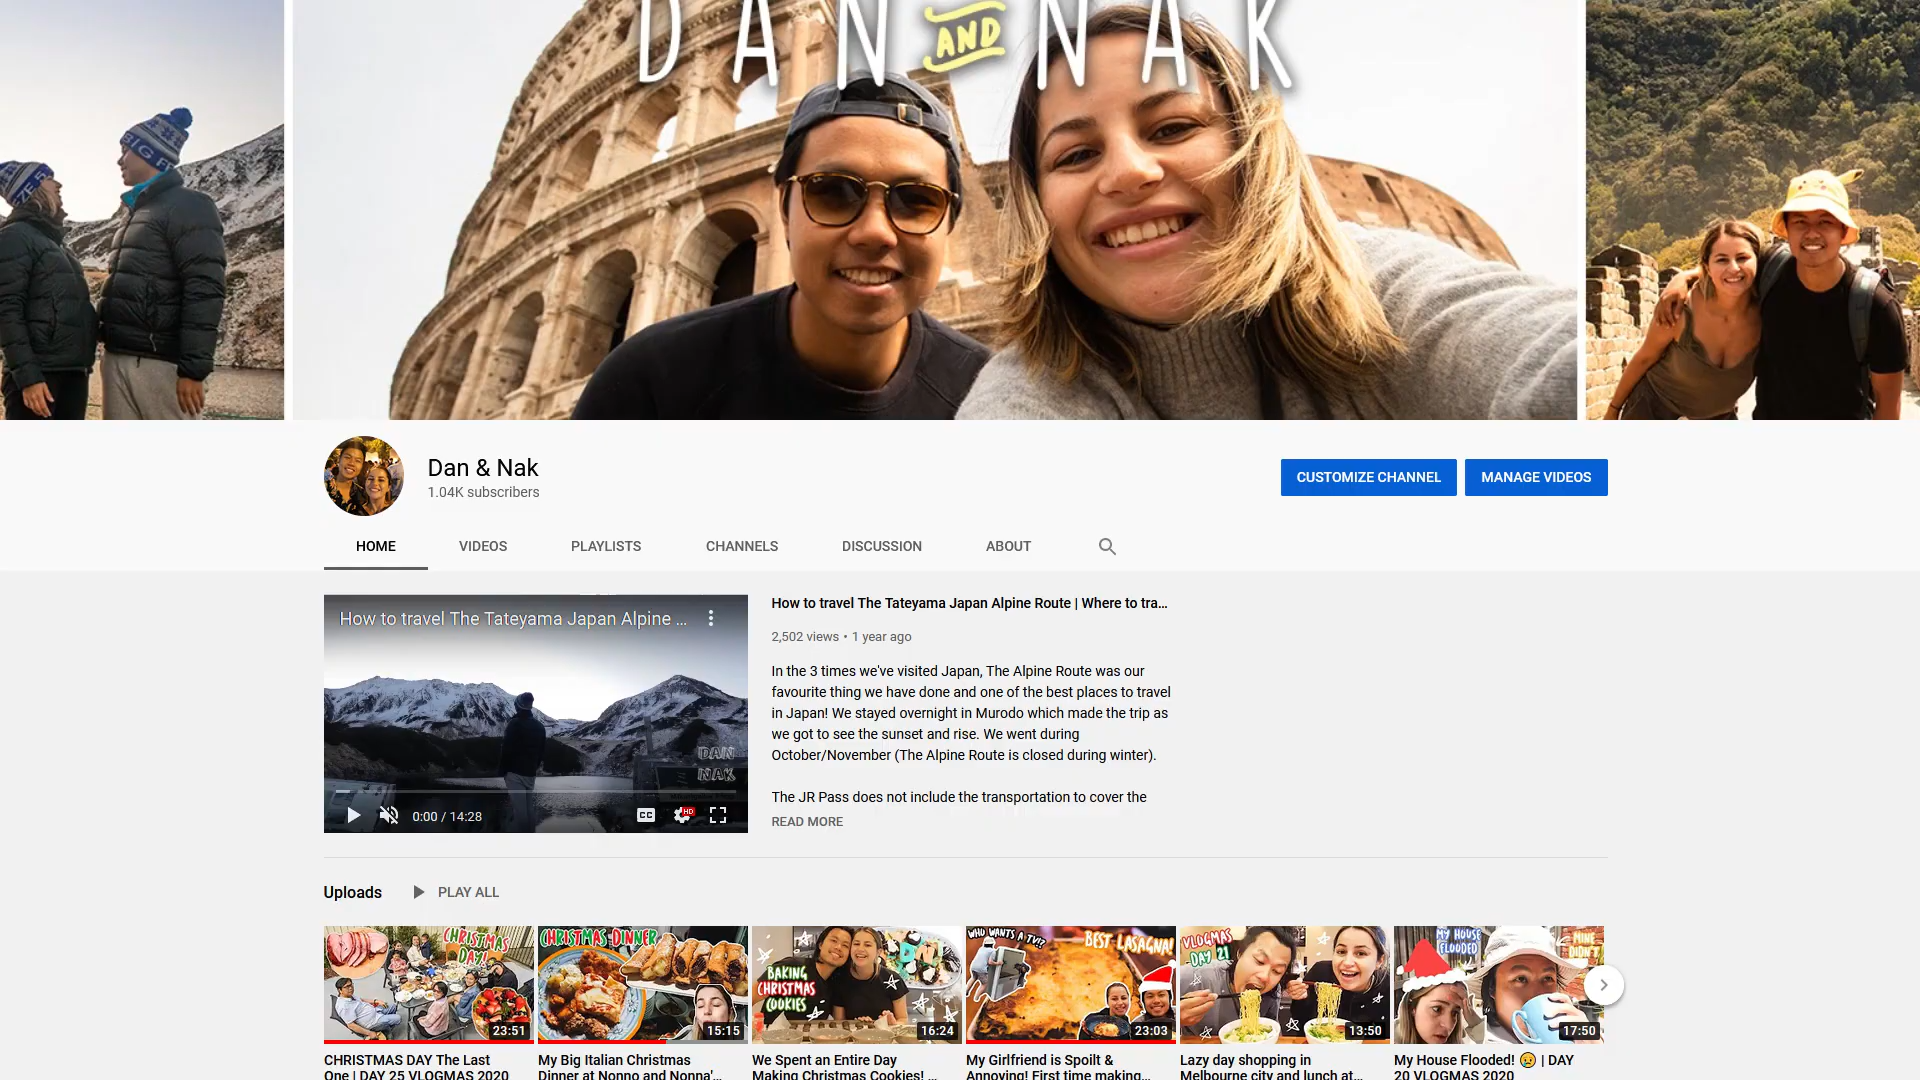 DAN AND NAK
BIG F
ZE 5
Dan & Nak
1.04K subscribers
CUSTOMIZE CHANNEL
MANAGE VIDEOS
HOME
VIDEOS
PLAYLISTS
CHANNELS
DISCUSSION
ABOUT
How to travel The Tateyama Japan Alpine ...
DAN
NAK
0:00 / 14:28
CC
HD
How to travel The Tateyama Japan Alpine Route | Where to tra...
2,502 views • 1 year ago
In the 3 times we've visited Japan, The Alpine Route was our
favourite thing we have done and one of the best places to travel
in Japan! We stayed overnight in Murodo which made the trip as
we got to see the sunset and rise. We went during
October/November (The Alpine Route is closed during winter).
The JR Pass does not include the transportation to cover the
READ MORE
Uploads
PLAY ALL
CHRISTMAS
DAY!
23:51
CHRISTMAS DAY The Last
One | DAY 25 VLOGMAS 2020
CHRISTMAS DINNER
15:15
My Big Italian Christmas
Dinner at Nonno and Nonna'...
BAKING
CHRISTMAS
COOKIES
16:24
We Spent an Entire Day
Making Christmas Cookies! ...
WHO WANTS A TV!?
BEST LASAGNA!
23:03
My Girlfriend is Spoilt &
Annoying! First time making...
VLOGMAS
DAY 21
13:50
Lazy day shopping in
Melbourne city and lunch at...
MY HOUSE
FLOODED
MINE
DIDN'T
17:50
My House Flooded! 😥 | DAY
20 VLOGMAS 2020